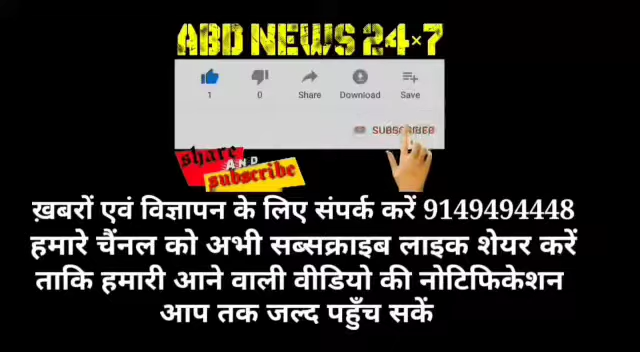 ABD NEWS 24×7
1 0 Share Download Save
SUBSCRIBED
share
AND
subscribe
ख़बरों एवं विज्ञापन के लिए संपर्क करें 9149494448
हमारे चैंनल को अभी सब्सक्राइब लाइक शेयर करें
ताकि हमारी आने वाली वीडियो की नोटिफिकेशन
आप तक जल्द पहुँच सकें